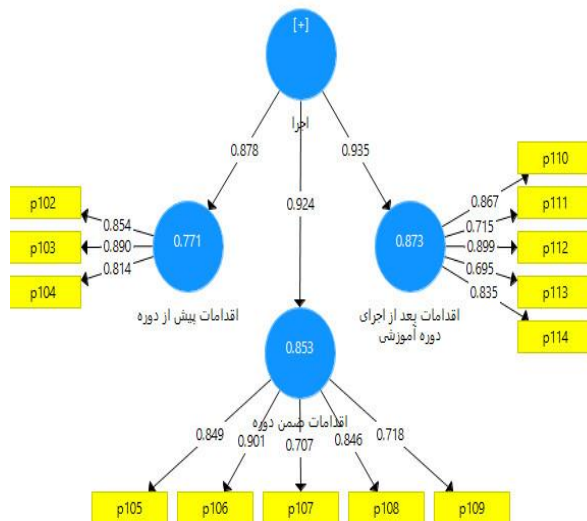 [+]
اجرا
0.878
0.924
0.935
p102
p103
p104
0.854
0.890
0.814
0.771
اقدامات پیش از دوره
0.873
اقدامات بعد از اجرای
دوره آموزشی
0.867
0.715
0.899
0.695
0.835
p110
p111
p112
p113
p114
0.853
اقدامات ضمن دوره
0.849
0.901
0.707
0.846
0.718
p105
p106
p107
p108
p109